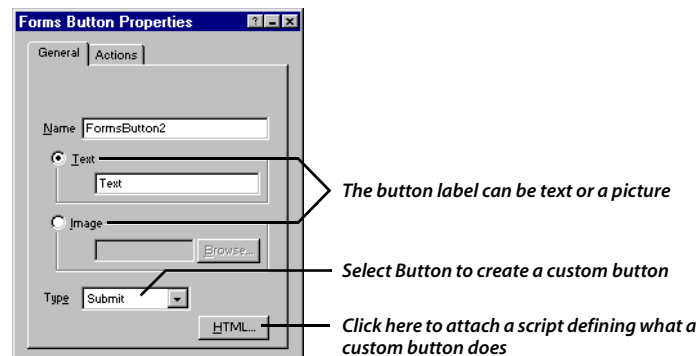 Forms Button Properties
General Actions
Name FormsButton2
Text
Text
The button label can be text or a picture
Image
Browse...
Select Button to create a custom button
Type Submit
HTML...
Click here to attach a script defining what a
custom button does